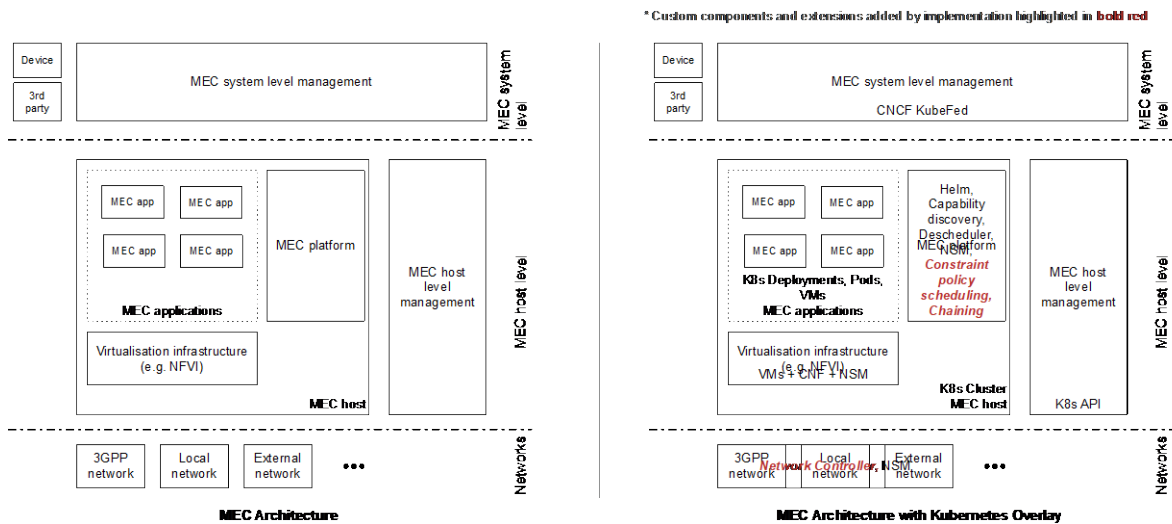 * Custom components and extensions added by implementation highlighted in bold red
Device
3rd
party
MEC system level management
MEC system
level
MEC app
MEC app
MEC app
MEC app
MEC applications
MEC platform
Virtualisation infrastructure
(e.g. NFVI)
MEC host
MEC host
level
management
MEC host level
3GPP
network
Local
network
External
network
•••
Networks
MEC Architecture
Device
3rd
party
MEC system level management
CNCF KubeFed
MEC system
level
MEC app
MEC app
MEC app
MEC app
K8s Deployments, Pods,
VMs
MEC applications
Helm,
Capability
discovery,
Descheduler,
MEC platform
NSM,
Constraint
policy
scheduling,
Chaining
Virtualisation infrastructure
(e.g. NFVI)
VMs + CNF + NSM
K8s Cluster
MEC host
MEC host
level
management
K8s API
MEC host level
3GPP
network
Local
network
External
network
Network Controller, NSM
•••
Networks
MEC Architecture with Kubernetes Overlay